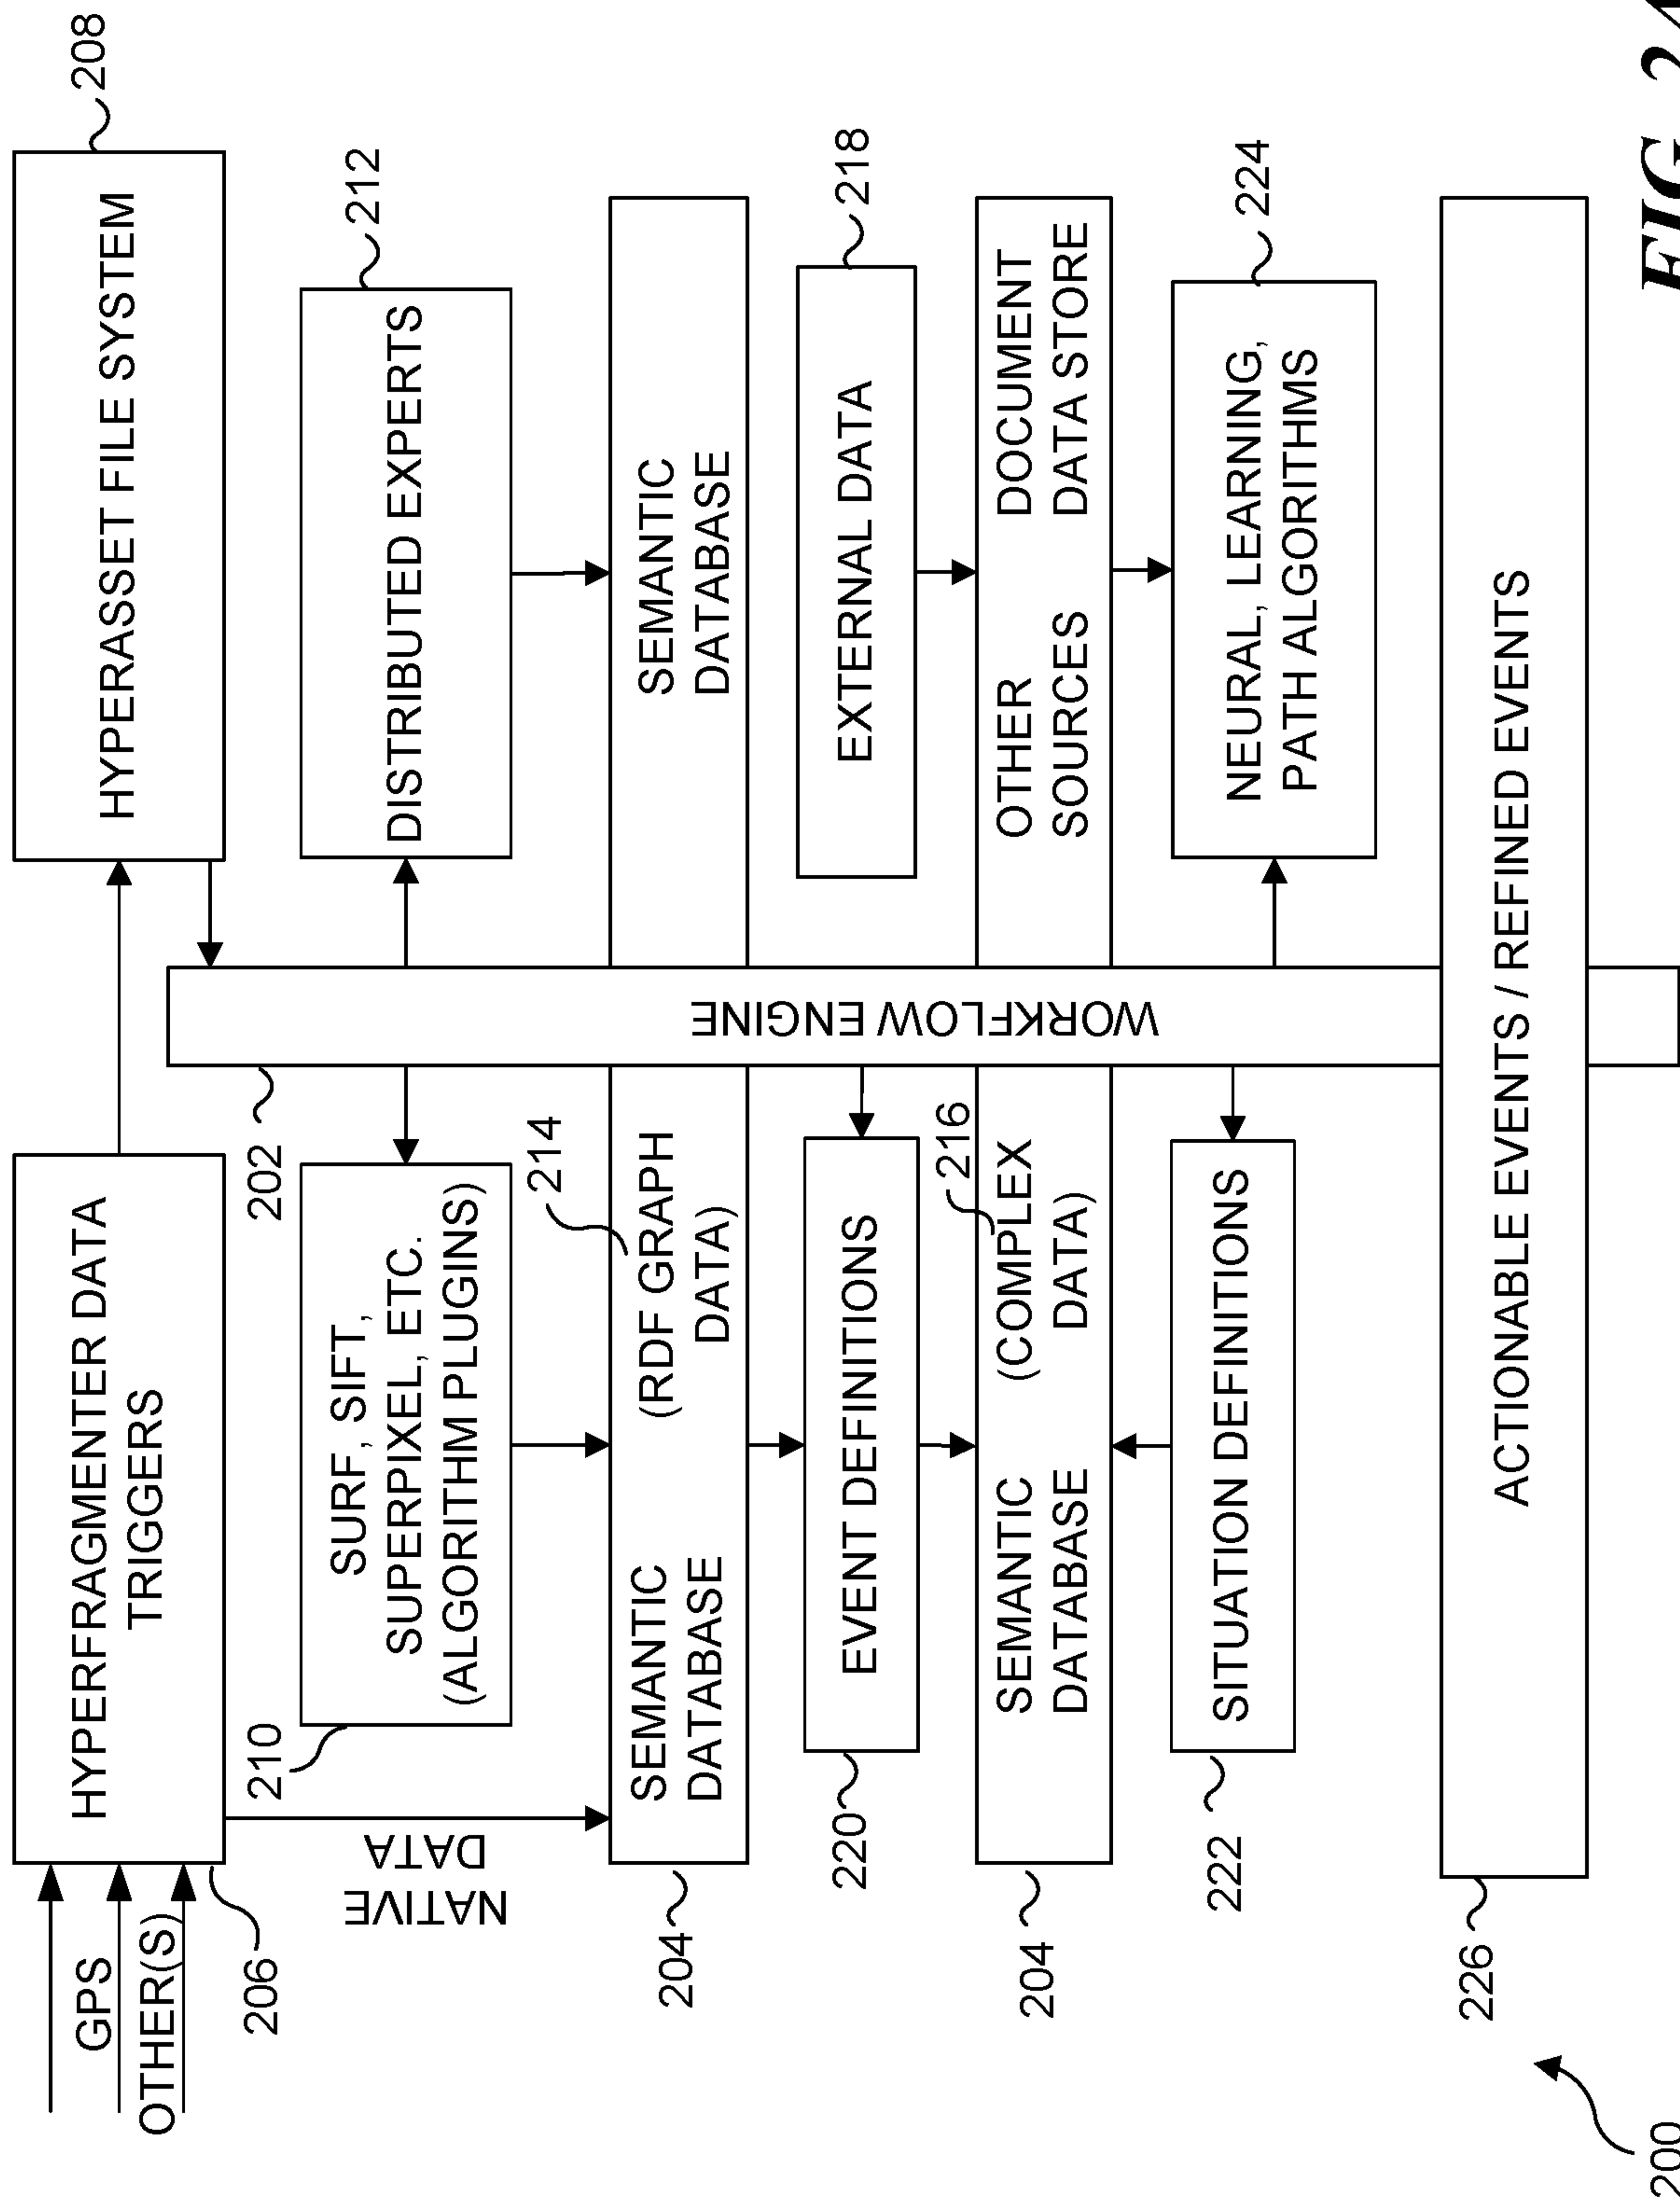 GPS
OTHER(S)
206
HYPERFRAGMENTER DATA
TRIGGERS
HYPERASSET FILE SYSTEM
208
202
NATIVE
DATA
210
SURF, SIFT,
SUPERPIXEL, ETC.
(ALGORITHM PLUGINS)
DISTRIBUTED EXPERTS
212
214
204
SEMANTIC
DATABASE
(RDF GRAPH
DATA)
SEMANTIC
DATABASE
WORKFLOW ENGINE
220
EVENT DEFINITIONS
EXTERNAL DATA
218
216
204
SEMANTIC
DATABASE
(COMPLEX
DATA)
OTHER
SOURCES
DOCUMENT
DATA STORE
222
SITUATION DEFINITIONS
NEURAL, LEARNING,
PATH ALGORITHMS
224
226
ACTIONABLE EVENTS / REFINED EVENTS
200
FIG. 2A